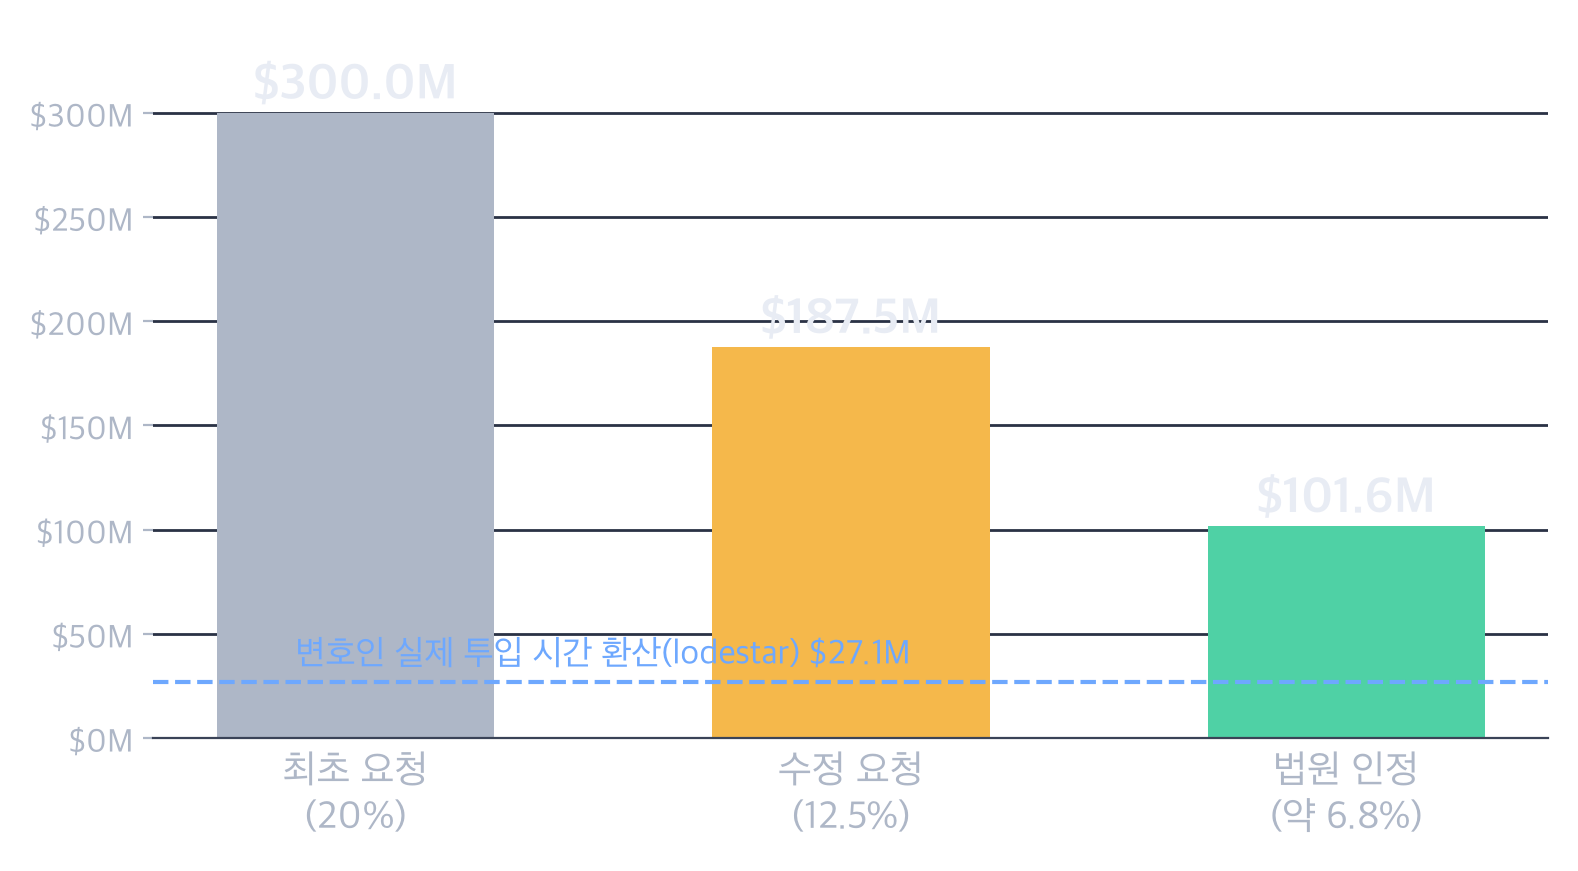 $300.0M
$300M
$250M
$200M
$187.5M
$150M
$101.6M
$100M
$50M
변호인 실제 투입 시간 환산(lodestar) $27.1M
$0M
최초 요청
(20%)
수정 요청
(12.5%)
법원 인정
(약 6.8%)